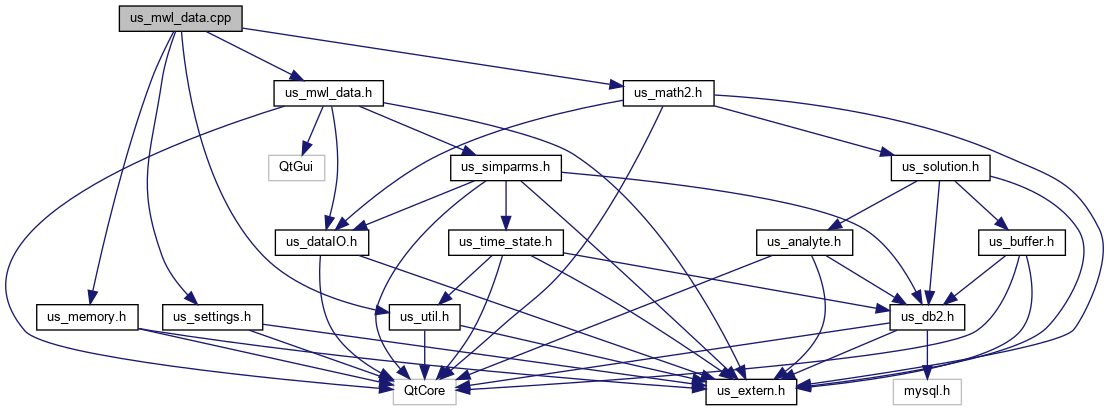 us_mwl_data.cpp
us_mwl_data.h
us_math2.h
QtGui
us_simparms.h
us_solution.h
us_dataIO.h
us_time_state.h
us_analyte.h
us_buffer.h
us_memory.h
us_settings.h
us_util.h
us_db2.h
QtCore
us_extern.h
mysql.h